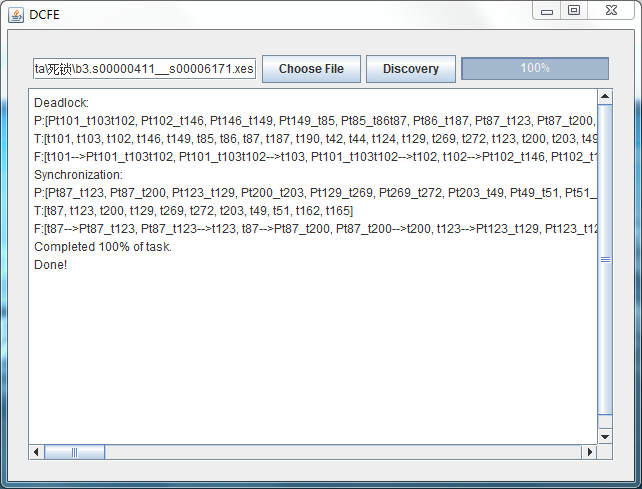 DCFE
ta\死锁\b3.s00000411__s00006171.xes
Choose File
Discovery
100%
Deadlock:
P:[Pt101_t103t102, Pt102_t146, Pt146_t149, Pt149_t85, Pt85_t86t87, Pt86_t187, Pt87_t123, Pt87_t200,
T:[t101, t103, t102, t146, t149, t85, t86, t87, t187, t190, t42, t44, t124, t129, t269, t272, t123, t200, t203, t49
F:[t101-->Pt101_t103t102, Pt101_t103t102-->t103, Pt101_t103t102-->t102, t102-->Pt102_t146, Pt102_t1
Synchronization:
P:[Pt87_t123, Pt87_t200, Pt123_t129, Pt200_t203, Pt129_t269, Pt269_t272, Pt203_t49, Pt49_t51, Pt51_
T:[t87, t123, t200, t129, t269, t272, t203, t49, t51, t162, t165]
F:[t87-->Pt87_t123, Pt87_t123-->t123, t87-->Pt87_t200, Pt87_t200-->t200, t123-->Pt123_t129, Pt123_t12
Completed 100% of task.
Done!